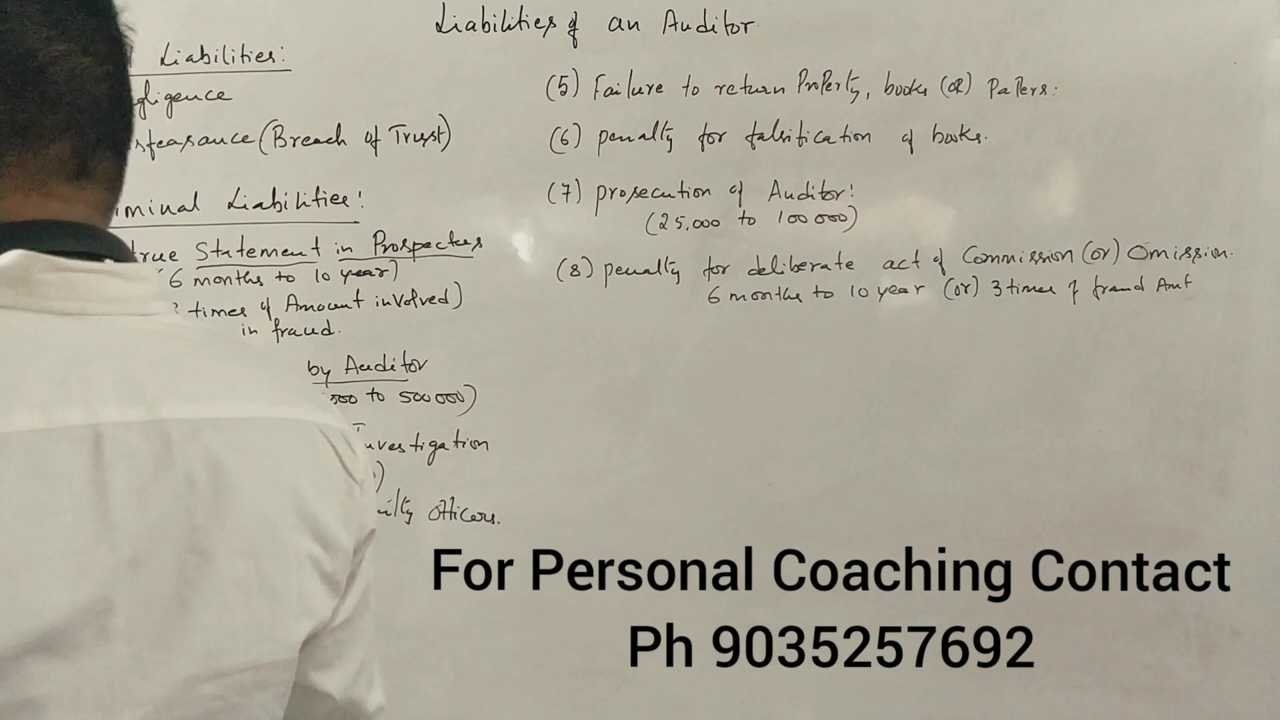 Liabilities of an Auditor
Liabilities:
gligence
sfeasance (Breach of Trust)
minal Liabilities:
true Statement in Prospectus
6 months to 10 year)
times of Amount involved)
in fraud.
by Auditor
500 to 500000)
Investigation
)
uilty Officers.
(5) Failure to return Property, books (or) Papers:
(6) penalty for falsification of books.
(7) prosecution of Auditor:
(25,000 to 100000)
(8) penalty for deliberate act of Commission (or) Omission.
6 months to 10 year (or) 3 times of fraud Amt
For Personal Coaching Contact
Ph 9035257692